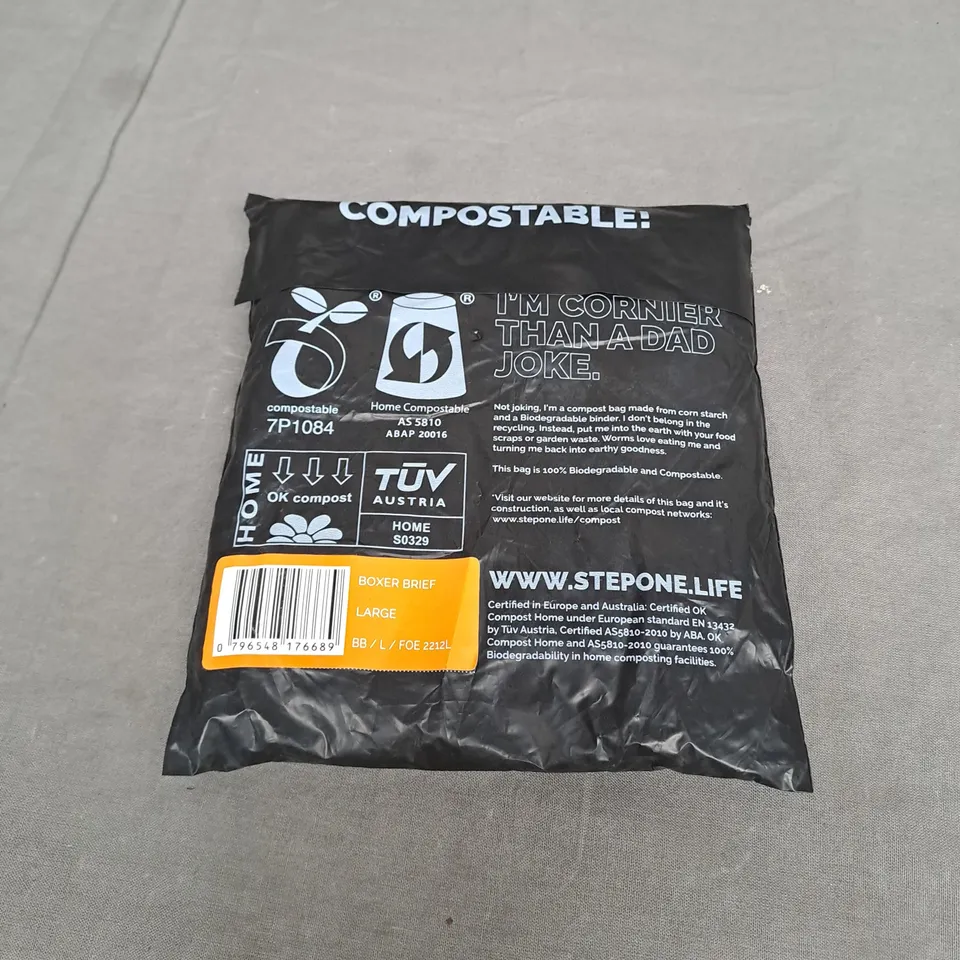 COMPOSTABLE:
®
®
I'M CORNIER
THAN A DAD
JOKE.
compostable
7P1084
Home Compostable
AS 5810
ABAP 20016
Not joking, I'm a compost bag made from corn starch
and a Biodegradable binder. I don't belong in the
recycling. Instead, put me into the earth with your food
scraps or garden waste. Worms love eating me and
turning me back into earthy goodness.
This bag is 100% Biodegradable and Compostable.
*Visit our website for more details of this bag and it's
construction, as well as local compost networks:
www.stepone.life/compost
HOME
OK compost
TÜV
AUSTRIA
HOME
S0329
BOXER BRIEF
LARGE
BB / L / FOE 2212L
0 796548 176689
WWW.STEPONE.LIFE
Certified in Europe and Australia: Certified OK
Compost Home under European standard EN 13432
by Tüv Austria, Certified AS5810-2010 by ABA. OK
Compost Home and AS5810-2010 guarantees 100%
Biodegradability in home composting facilities.